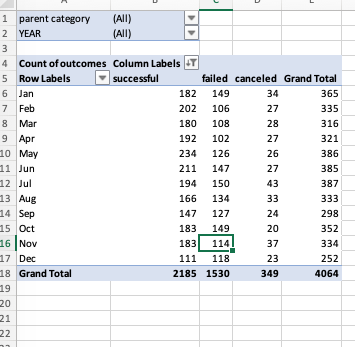 A B C D E
1 parent category (All)
2 YEAR (All)
3
4 Count of outcomes Column Labels
5 Row Labels successful failed canceled Grand Total
6 Jan 182 149 34 365
7 Feb 202 106 27 335
8 Mar 180 108 28 316
9 Apr 192 102 27 321
10 May 234 126 26 386
11 Jun 211 147 27 385
12 Jul 194 150 43 387
13 Aug 166 134 33 333
14 Sep 147 127 24 298
15 Oct 183 149 20 352
16 Nov 183 114 37 334
17 Dec 111 118 23 252
18 Grand Total 2185 1530 349 4064
19
20
21
22